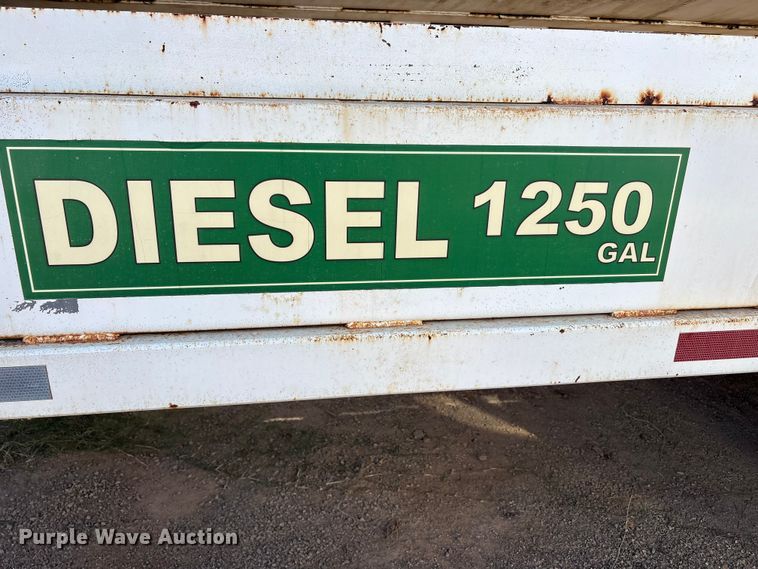 DIESEL 1250
GAL
Purple Wave Auction